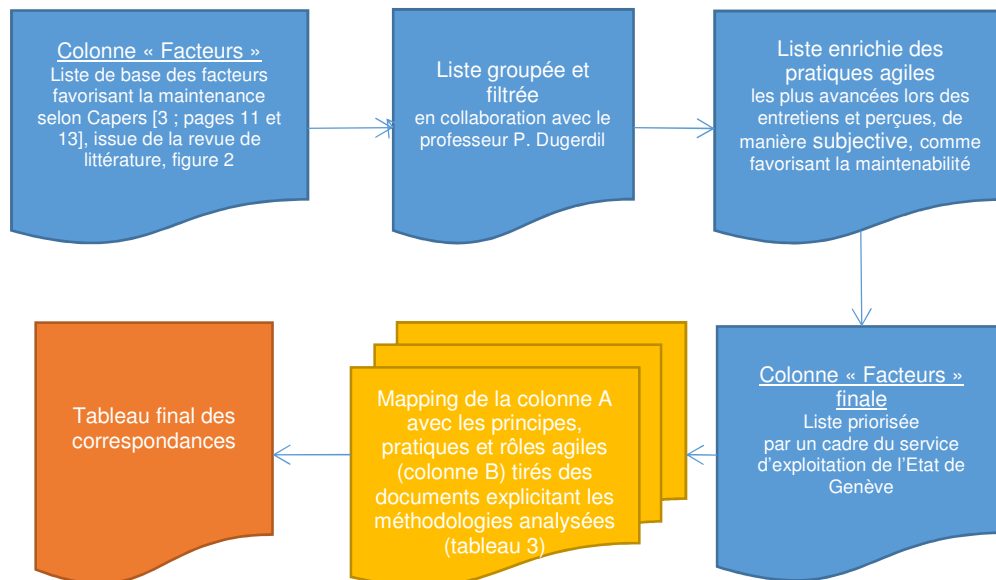 Colonne « Facteurs »
Liste de base des facteurs
favorisant la maintenance
selon Capers [3 ; pages 11 et
13], issue de la revue de
littérature, figure 2
Liste groupée et
filtrée
en collaboration avec le
professeur P. Dugerdil
Liste enrichie des
pratiques agiles
les plus avancées lors des
entretiens et perçues, de
manière subjective, comme
favorisant la maintenabilité
Colonne « Facteurs »
finale
Liste priorisée
par un cadre du service
d'exploitation de l'Etat de
Genève
Mapping de la colonne A
avec les principes,
pratiques et rôles agiles
(colonne B) tirés des
documents explicitant les
méthodologies analysées
(tableau 3)
Tableau final des
correspondances